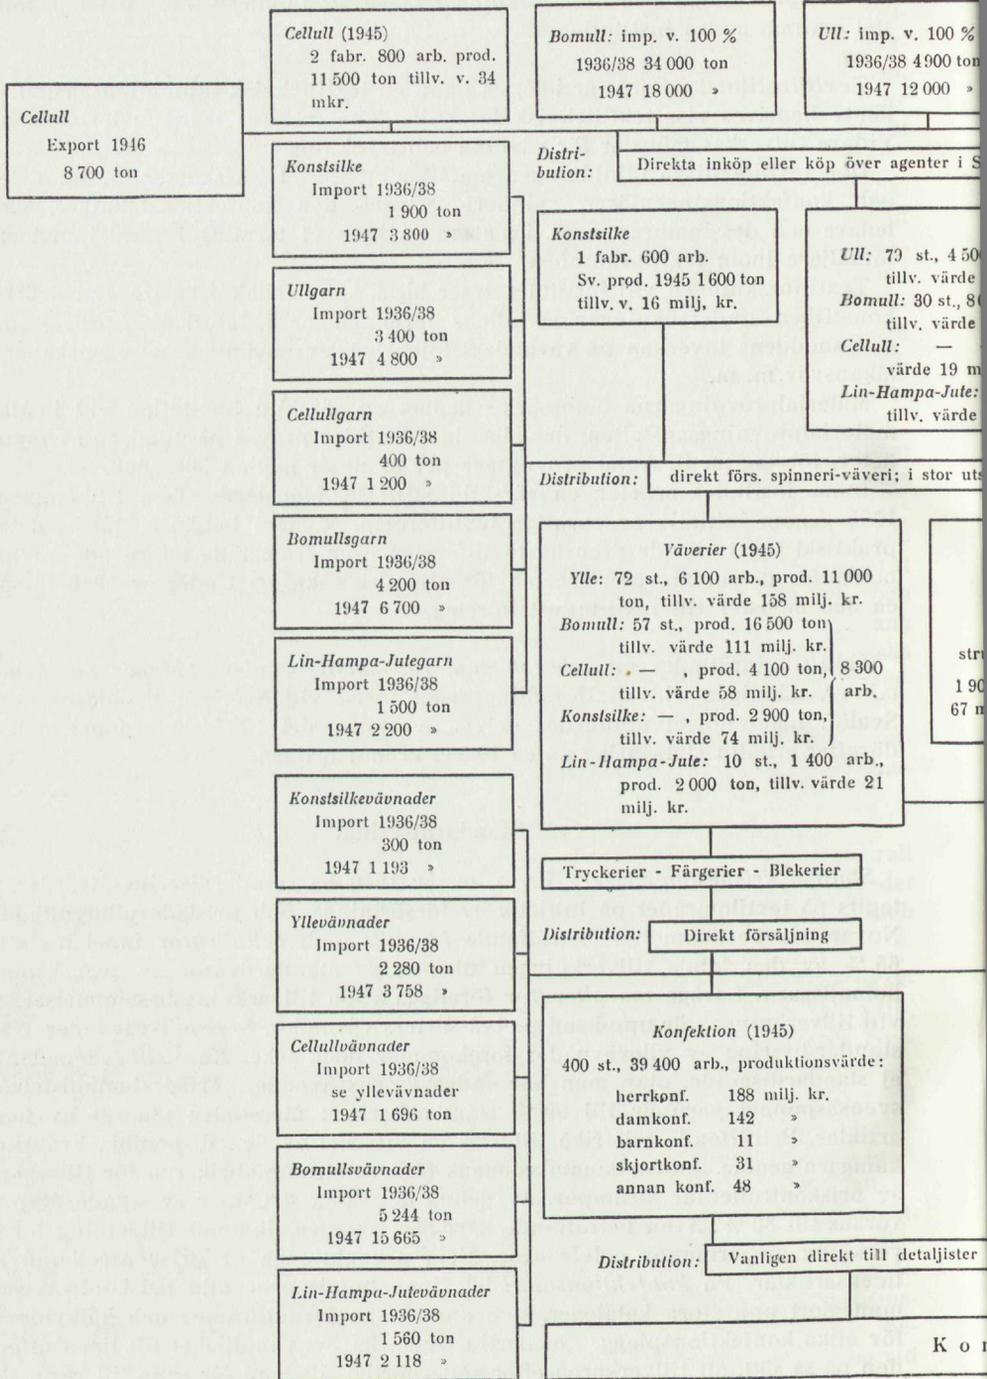 Cellull
Export 1946
8 700 ton
Cellull (1945)
2 fabr. 800 arb. prod.
11 500 ton tillv. v. 34
mkr.
Bomull: imp. v. 100 %
1936/38 34 000 ton
1947 18 000 »
Ull: imp. v. 100 %
1936/38 4 900 ton
1947 12 000 »
Distri-
bution:
Direkta inköp eller köp över agenter i S
Konstsilke
Import 1936/38
1 900 ton
1947 3 800 »
Ullgarn
Import 1936/38
3 400 ton
1947 4 800 »
Cellullgarn
Import 1936/38
400 ton
1947 1 200 »
Bomullsgarn
Import 1936/38
4 200 ton
1947 6 700 »
Lin-Hampa-Jutegarn
Import 1936/38
1 500 ton
1947 2 200 »
Konstsilke
1 fabr. 600 arb.
Sv. prod. 1945 1 600 ton
tillv. v. 16 milj, kr.
Ull: 79 st., 4 50
tillv. värde
Bomull: 30 st., 8
tillv. värde
Cellull: —
värde 19 m
Lin-Hampa-Jute:
tillv. värde
Distribution:
direkt förs. spinneri-väveri; i stor uts
Väverier (1945)
Ylle: 72 st., 6 100 arb., prod. 11 000
ton, tillv. värde 158 milj. kr.
Bomull: 57 st., prod. 16 500 ton
tillv. värde 111 milj. kr.
Cellull: — , prod. 4 100 ton, 8 300
tillv. värde 58 milj. kr. arb.
Konstsilke: — , prod. 2 900 ton,
tillv. värde 74 milj. kr.
Lin-Hampa-Jute: 10 st., 1 400 arb.,
prod. 2 000 ton, tillv. värde 21
milj. kr.
stri
1 90
67 m
Tryckerier - Färgerier - Blekerier
Distribution:
Direkt försäljning
Konstsilkevävnader
Import 1936/38
300 ton
1947 1 193 »
Yllevävnader
Import 1936/38
2 280 ton
1947 3 758 »
Cellullvävnader
Import 1936/38
se yllevävnader
1947 1 696 ton
Bomullsvävnader
Import 1936/38
5 244 ton
1947 15 665 »
Lin-Hampa-Jutevävnader
Import 1936/38
1 560 ton
1947 2 118 »
Konfektion (1945)
400 st., 39 400 arb., produktionsvärde:
herrkonf. 188 milj. kr.
damkonf. 142 »
barnkonf. 11 »
skjortkonf. 31 »
annan konf. 48 »
Distribution:
Vanligen direkt till detaljister
Kon